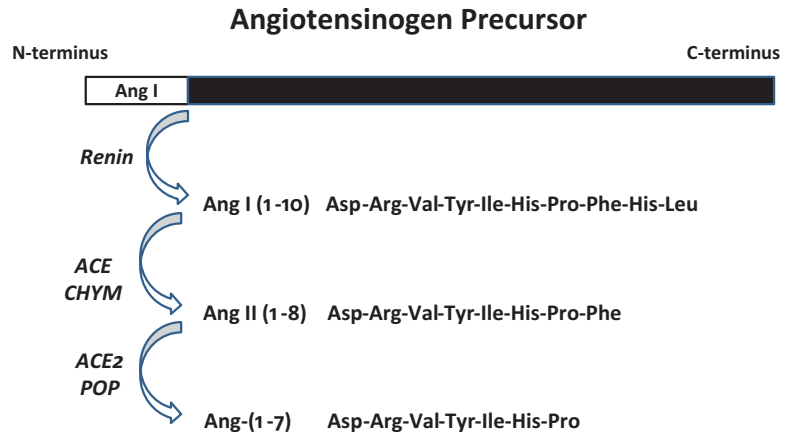 Angiotensinogen Precursor
N-terminus C-terminus
Ang I
Renin
Ang I (1-10) Asp-Arg-Val-Tyr-Ile-His-Pro-Phe-His-Leu
ACE
CHYM
Ang II (1-8) Asp-Arg-Val-Tyr-Ile-His-Pro-Phe
ACE2
POP
Ang-(1-7) Asp-Arg-Val-Tyr-Ile-His-Pro